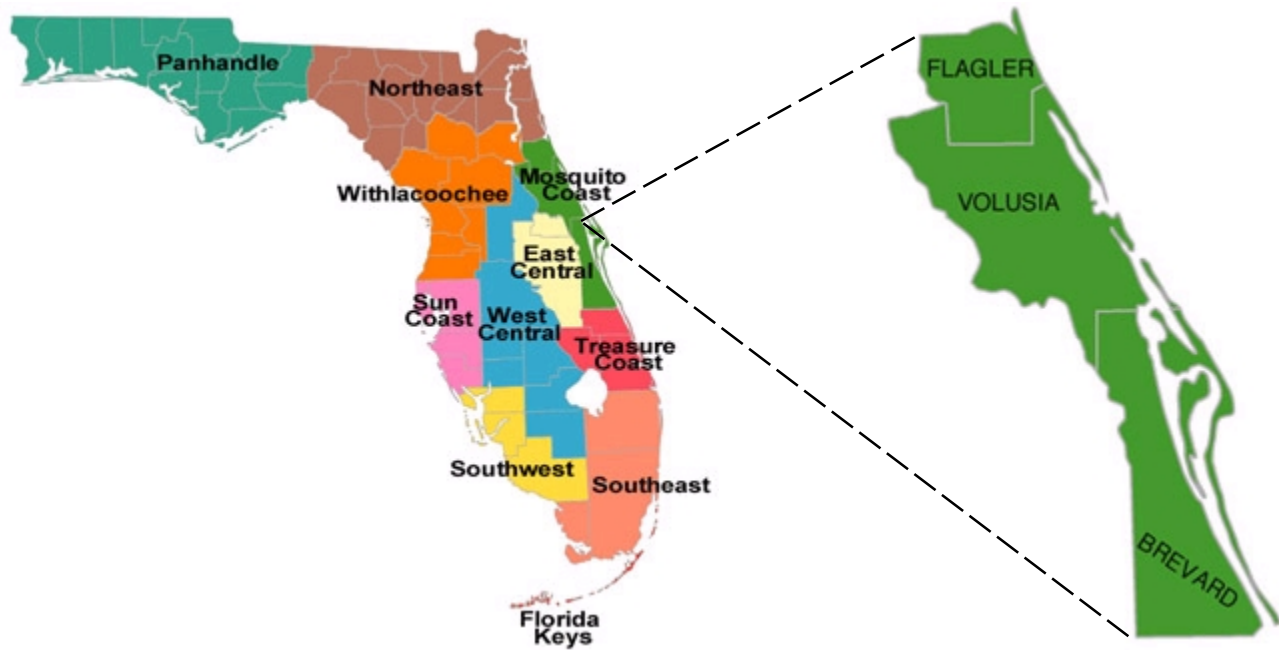 Panhandle
Northeast
Mosquito
Coast
Withlacoochee
East
Central
Sun
Coast
West
Central
Treasure
Coast
Southwest
Southeast
Florida
Keys
FLAGLER
VOLUSIA
BREVARD